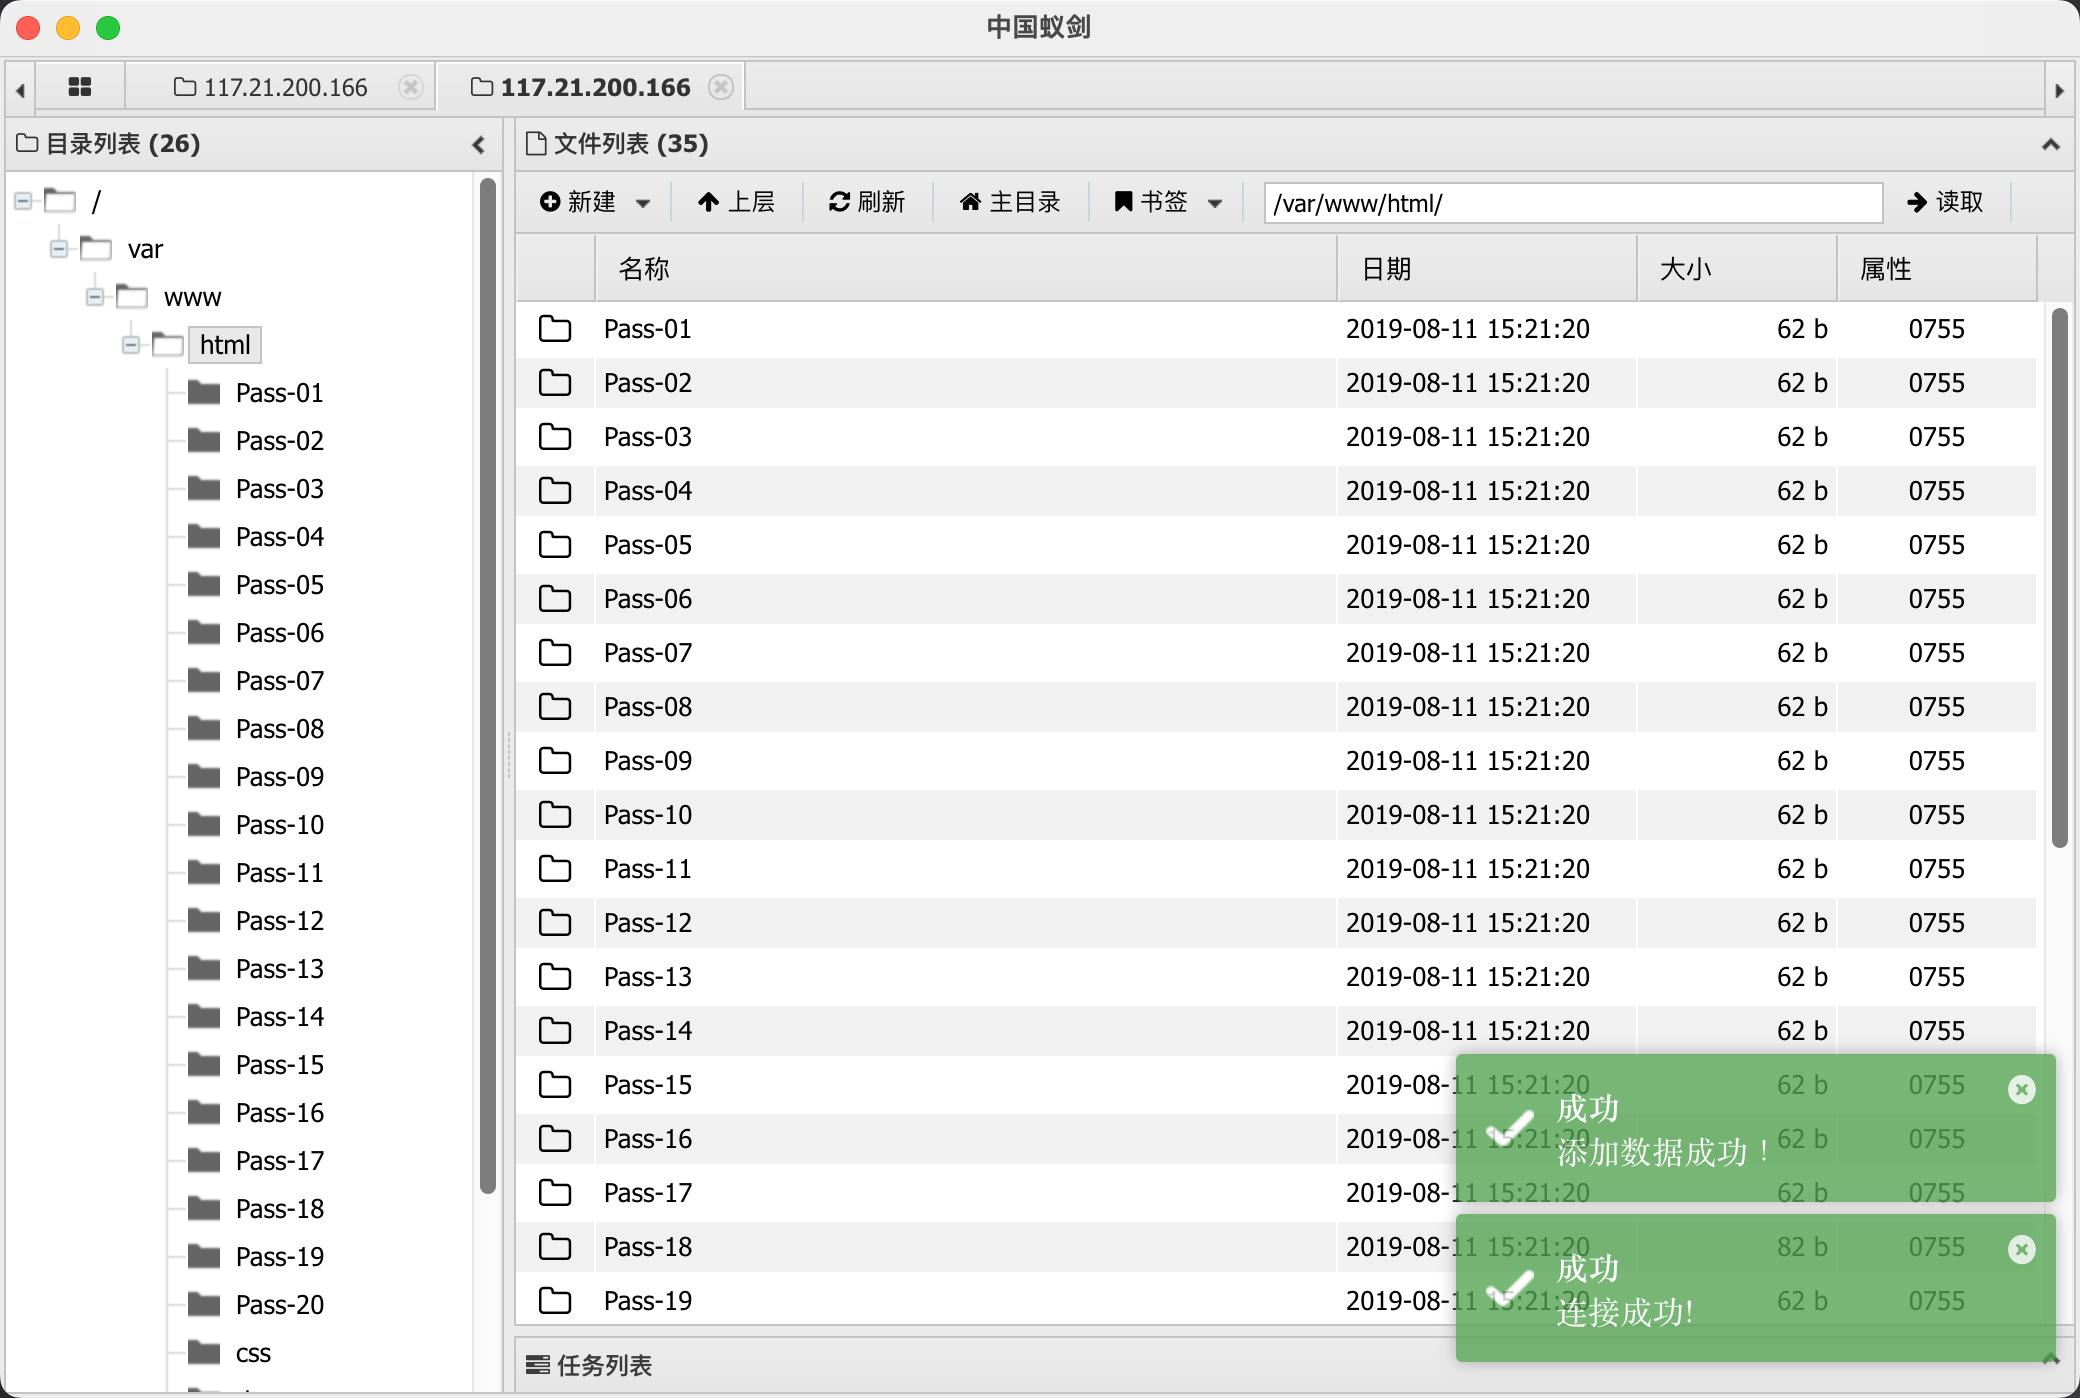 中国蚁剑
117.21.200.166
117.21.200.166
目录列表 (26)
/
var
www
html
Pass-01
Pass-02
Pass-03
Pass-04
Pass-05
Pass-06
Pass-07
Pass-08
Pass-09
Pass-10
Pass-11
Pass-12
Pass-13
Pass-14
Pass-15
Pass-16
Pass-17
Pass-18
Pass-19
Pass-20
css
文件列表 (35)
新建 上层 刷新 主目录 书签 /var/www/html/ 读取
名称 日期 大小 属性
Pass-01 2019-08-11 15:21:20 62 b 0755
Pass-02 2019-08-11 15:21:20 62 b 0755
Pass-03 2019-08-11 15:21:20 62 b 0755
Pass-04 2019-08-11 15:21:20 62 b 0755
Pass-05 2019-08-11 15:21:20 62 b 0755
Pass-06 2019-08-11 15:21:20 62 b 0755
Pass-07 2019-08-11 15:21:20 62 b 0755
Pass-08 2019-08-11 15:21:20 62 b 0755
Pass-09 2019-08-11 15:21:20 62 b 0755
Pass-10 2019-08-11 15:21:20 62 b 0755
Pass-11 2019-08-11 15:21:20 62 b 0755
Pass-12 2019-08-11 15:21:20 62 b 0755
Pass-13 2019-08-11 15:21:20 62 b 0755
Pass-14 2019-08-11 15:21:20 62 b 0755
Pass-15 2019-08-11 15:21:20 62 b 0755
Pass-16 2019-08-11 15:21:20 62 b 0755
Pass-17 2019-08-11 15:21:20 62 b 0755
Pass-18 2019-08-11 15:21:20 82 b 0755
Pass-19 2019-08-11 15:21:20 62 b 0755
成功
添加数据成功！
成功
连接成功!
任务列表